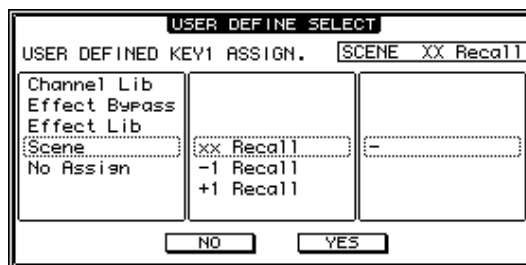 USER DEFINE SELECT
USER DEFINED KEY1 ASSIGN. SCENE XX Recall
Channel Lib
Effect Bypass
Effect Lib
Scene xx Recall -
No Assign -1 Recall
+1 Recall
NO YES